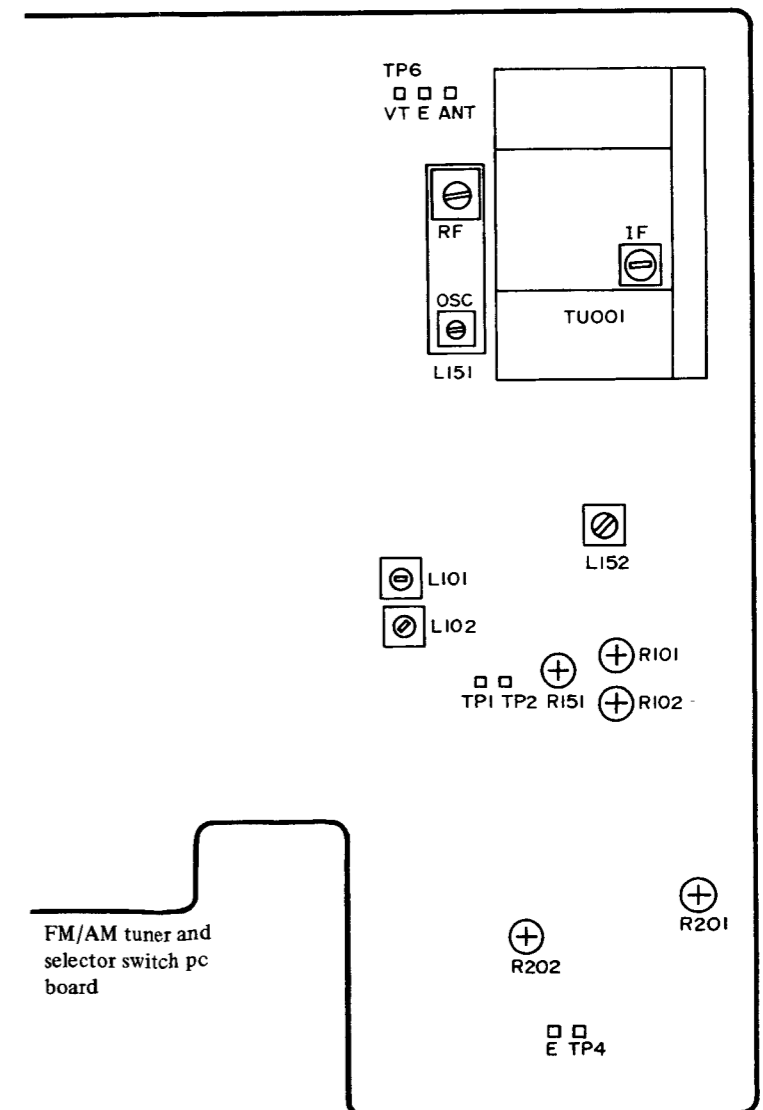 TP6
VT E ANT
RF
IF
OSC
TU001
L151
L152
L101
L102
R101
TP1 TP2 R151
R102
R201
FM/AM tuner and
selector switch pc
board
R202
E TP4